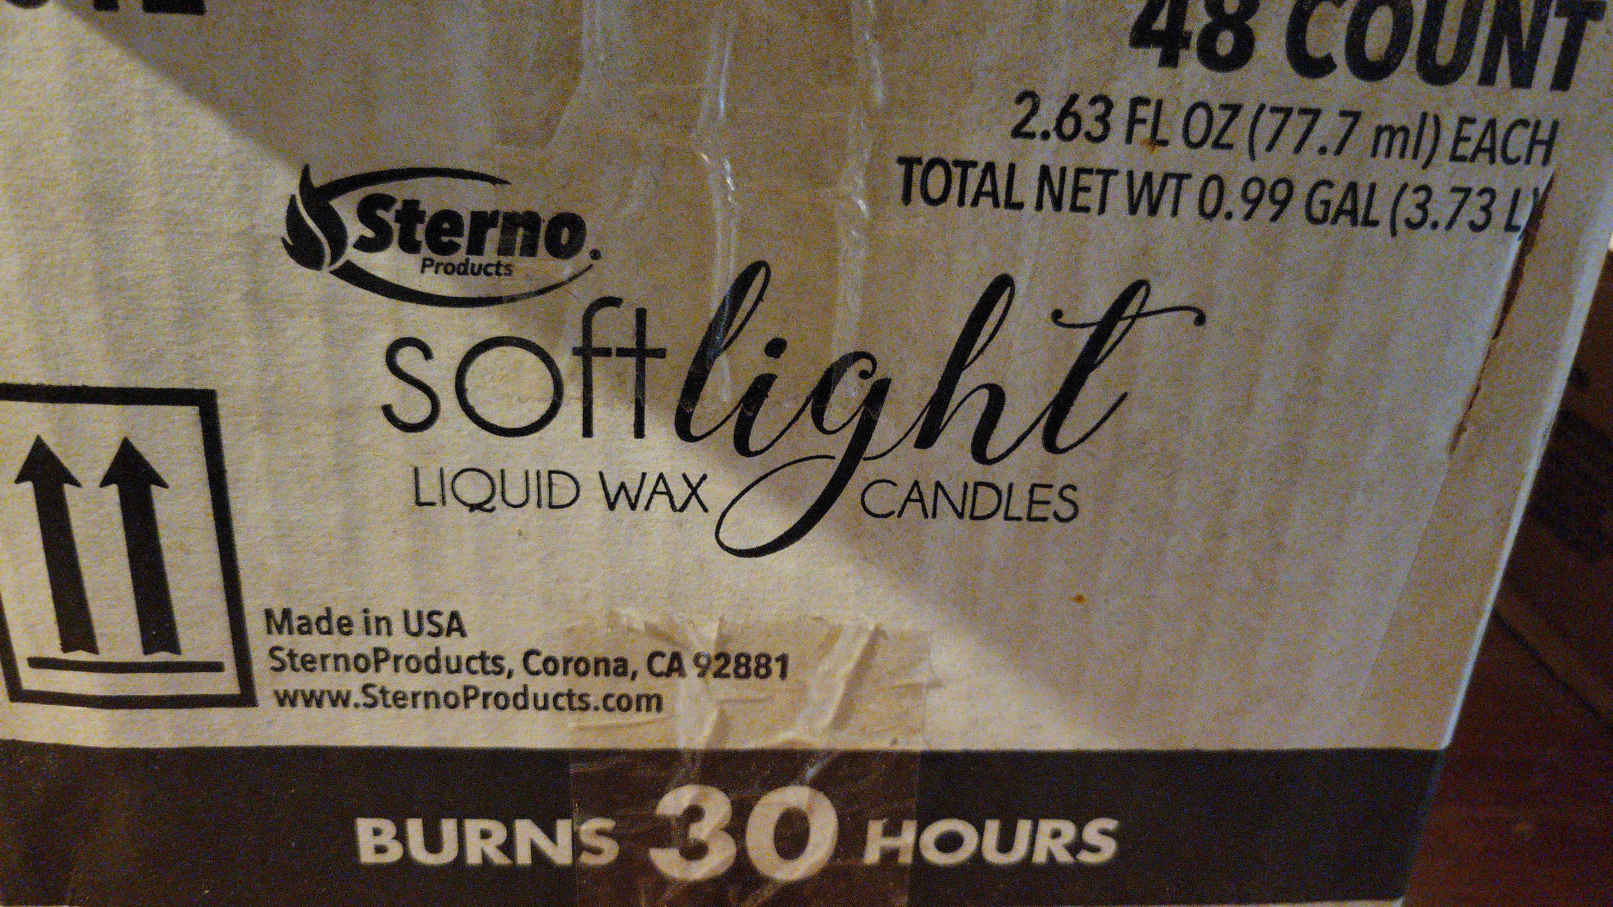 48 COUNT
2.63 FL OZ (77.7 ml) EACH
TOTAL NET WT 0.99 GAL (3.73 L)
Sterno.
Products
softlight
LIQUID WAX CANDLES
Made in USA
SternoProducts, Corona, CA 92881
www.SternoProducts.com
BURNS 30 HOURS